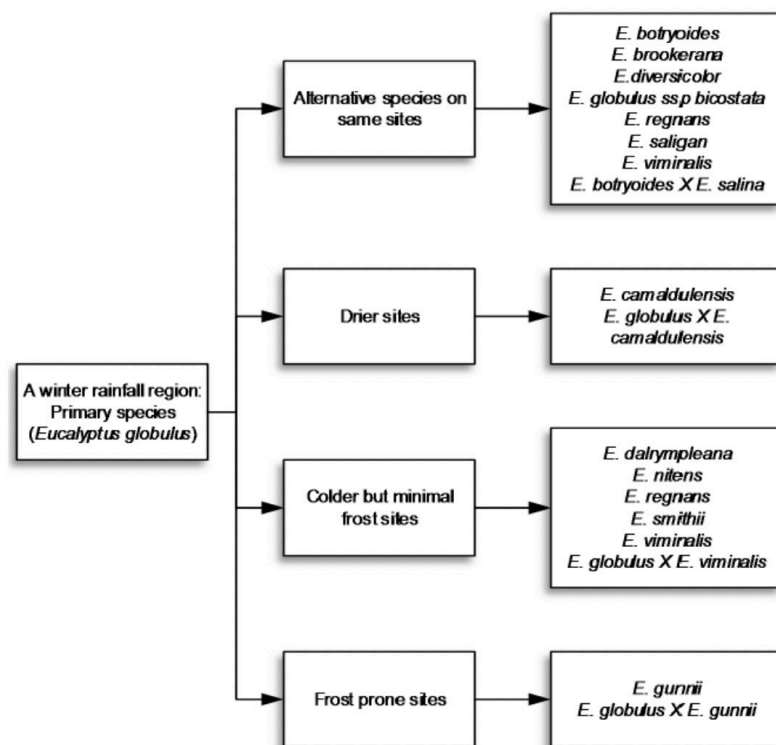 A winter rainfall region:
Primary species
(Eucalyptus globulus)
Alternative species on
same sites
E. botryoides
E. brookerana
E.diversicolor
E. globulus ssp bicostata
E. regnans
E. saligan
E. viminalis
E. botryoides X E. salina
Drier sites
E. camaldulensis
E. globulus X E.
camaldulensis
Colder but minimal
frost sites
E. dalrympleana
E. nitens
E. regnans
E. smithii
E. viminalis
E. globulus X E. viminalis
Frost prone sites
E. gunnii
E. globulus X E. gunnii